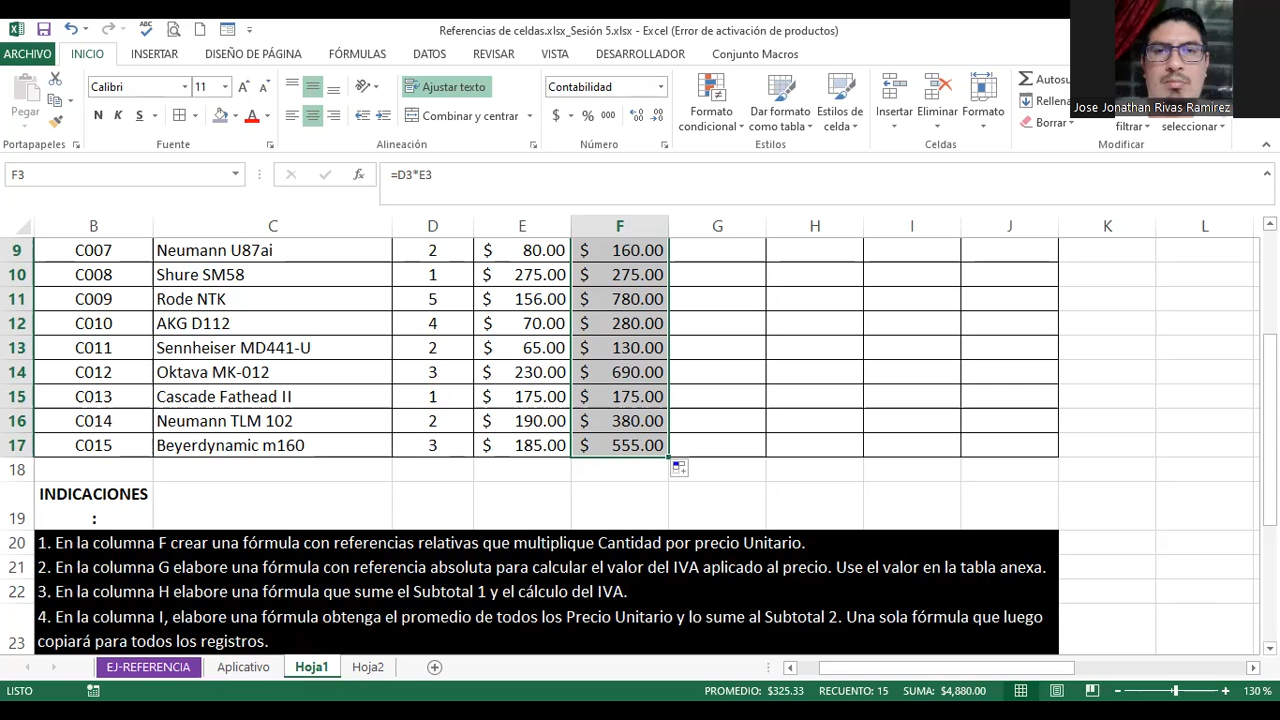 Referencias de celdas.xlsx_Sesión 5.xlsx - Excel (Error de activación de productos)
ARCHIVO INICIO INSERTAR DISEÑO DE PÁGINA FÓRMULAS DATOS REVISAR VISTA DESARROLLADOR Conjunto Macros
Jose Jonathan Rivas Ramirez
Pegar
Calibri 11
N K S
Ajustar texto
Combinar y centrar
Contabilidad
$ % 000
Formato condicional
Dar formato como tabla
Estilos de celda
Insertar Eliminar Formato
Autosu
Rellena
Borrar
filtrar seleccionar
Portapapeles Fuente Alineación Número Estilos Celdas Modificar
F3 fx =D3*E3
B C D E F G H I J K L
9 C007 Neumann U87ai 2 $ 80.00 $ 160.00
10 C008 Shure SM58 1 $ 275.00 $ 275.00
11 C009 Rode NTK 5 $ 156.00 $ 780.00
12 C010 AKG D112 4 $ 70.00 $ 280.00
13 C011 Sennheiser MD441-U 2 $ 65.00 $ 130.00
14 C012 Oktava MK-012 3 $ 230.00 $ 690.00
15 C013 Cascade Fathead II 1 $ 175.00 $ 175.00
16 C014 Neumann TLM 102 2 $ 190.00 $ 380.00
17 C015 Beyerdynamic m160 3 $ 185.00 $ 555.00
18
INDICACIONES
19 :
20 1. En la columna F crear una fórmula con referencias relativas que multiplique Cantidad por precio Unitario.
21 2. En la columna G elabore una fórmula con referencia absoluta para calcular el valor del IVA aplicado al precio. Use el valor en la tabla anexa.
22 3. En la columna H elabore una fórmula que sume el Subtotal 1 y el cálculo del IVA.
4. En la columna I, elabore una fórmula obtenga el promedio de todos los Precio Unitario y lo sume al Subtotal 2. Una sola fórmula que luego
23 copiará para todos los registros.
EJ-REFERENCIA Aplicativo Hoja1 Hoja2
LISTO PROMEDIO: $325.33 RECUENTO: 15 SUMA: $4,880.00 130 %